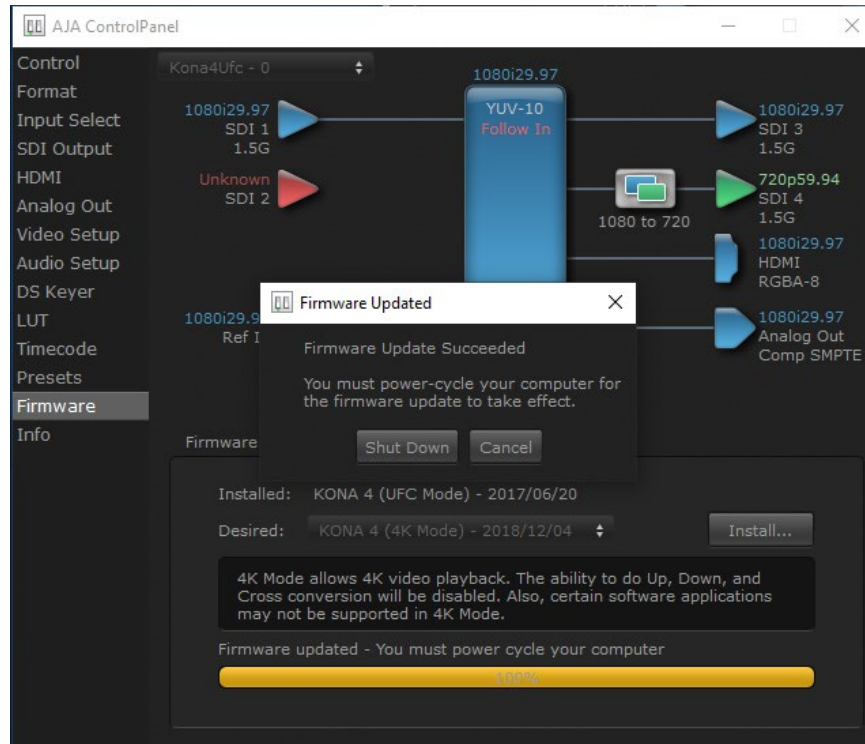 AJA ControlPanel
Control
Format
Input Select
SDI Output
HDMI
Analog Out
Video Setup
Audio Setup
DS Keyer
LUT
Timecode
Presets
Firmware
Info
Kona4Ufc - 0
1080i29.97
YUV-10
Follow In
1080i29.97
SDI 1
1.5G
Unknown
SDI 2
1080i29.9
Ref I
1080 to 720
1080i29.97
SDI 3
1.5G
720p59.94
SDI 4
1.5G
1080i29.97
HDMI
RGBA-8
1080i29.97
Analog Out
Comp SMPTE
Firmware Updated
Firmware Update Succeeded
You must power-cycle your computer for
the firmware update to take effect.
Shut Down Cancel
Firmware
Installed: KONA 4 (UFC Mode) - 2017/06/20
Desired: KONA 4 (4K Mode) - 2018/12/04
Install...
4K Mode allows 4K video playback. The ability to do Up, Down, and
Cross conversion will be disabled. Also, certain software applications
may not be supported in 4K Mode.
Firmware updated - You must power cycle your computer
100%